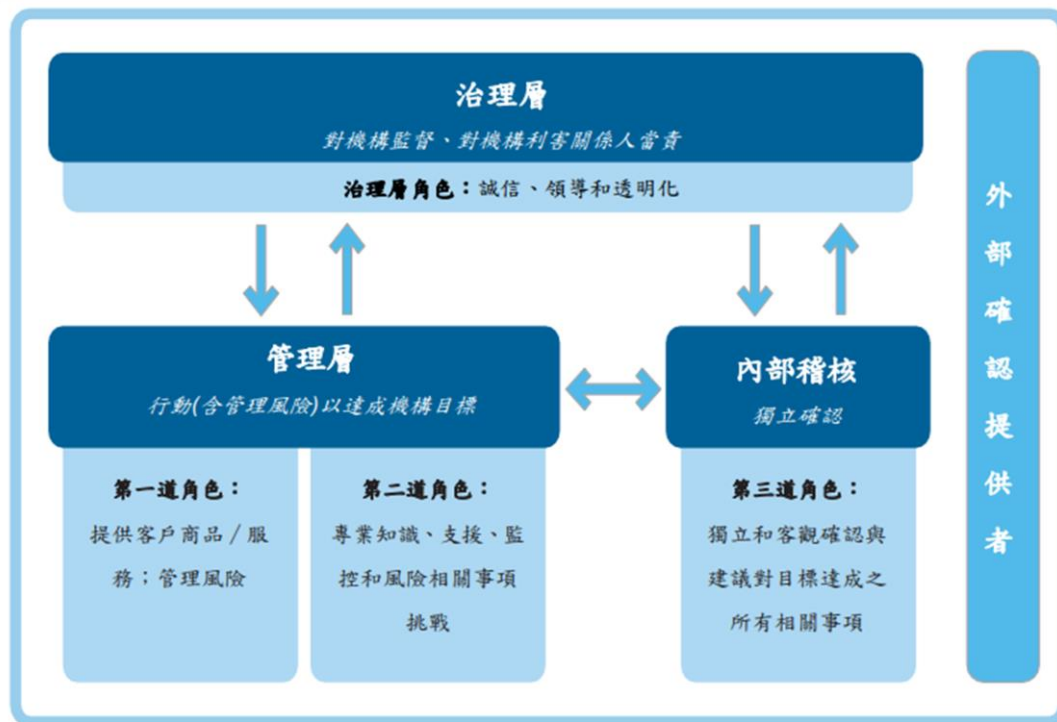 治理層
對機構監督、對機構利害關係人當責
治理層角色：誠信、領導和透明化
管理層
行動(含管理風險)以達成機構目標
第一道角色：
提供客戶商品／服
務；管理風險
第二道角色：
專業知識、支援、監
控和風險相關事項
挑戰
內部稽核
獨立確認
第三道角色：
獨立和客觀確認與
建議對目標達成之
所有相關事項
外部確認提供者